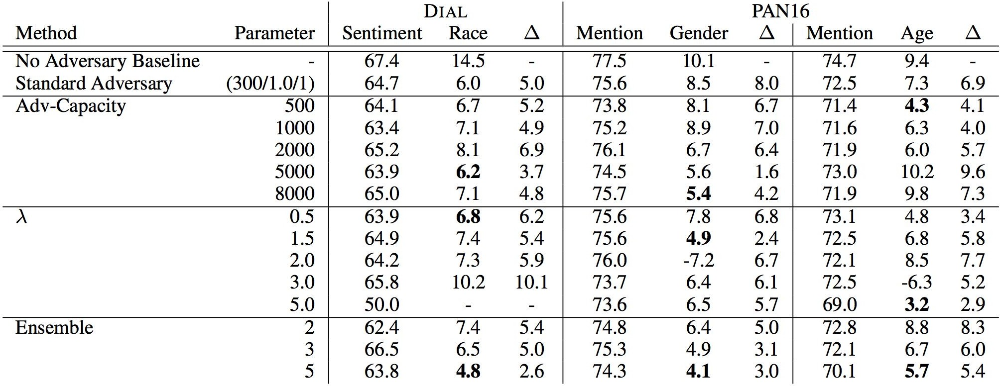 DIAL PAN16
Method Parameter Sentiment Race Δ Mention Gender Δ Mention Age Δ
No Adversary Baseline - 67.4 14.5 - 77.5 10.1 - 74.7 9.4 -
Standard Adversary (300/1.0/1) 64.7 6.0 5.0 75.6 8.5 8.0 72.5 7.3 6.9
Adv-Capacity 500 64.1 6.7 5.2 73.8 8.1 6.7 71.4 4.3 4.1
1000 63.4 7.1 4.9 75.2 8.9 7.0 71.6 6.3 4.0
2000 65.2 8.1 6.9 76.1 6.7 6.4 71.9 6.0 5.7
5000 63.9 6.2 3.7 74.5 5.6 1.6 73.0 10.2 9.6
8000 65.0 7.1 4.8 75.7 5.4 4.2 71.9 9.8 7.3
λ 0.5 63.9 6.8 6.2 75.6 7.8 6.8 73.1 4.8 3.4
1.5 64.9 7.4 5.4 75.6 4.9 2.4 72.5 6.8 5.8
2.0 64.2 7.3 5.9 76.0 -7.2 6.7 72.1 8.5 7.7
3.0 65.8 10.2 10.1 73.7 6.4 6.1 72.5 -6.3 5.2
5.0 50.0 - - 73.6 6.5 5.7 69.0 3.2 2.9
Ensemble 2 62.4 7.4 5.4 74.8 6.4 5.0 72.8 8.8 8.3
3 66.5 6.5 5.0 75.3 4.9 3.1 72.1 6.7 6.0
5 63.8 4.8 2.6 74.3 4.1 3.0 70.1 5.7 5.4